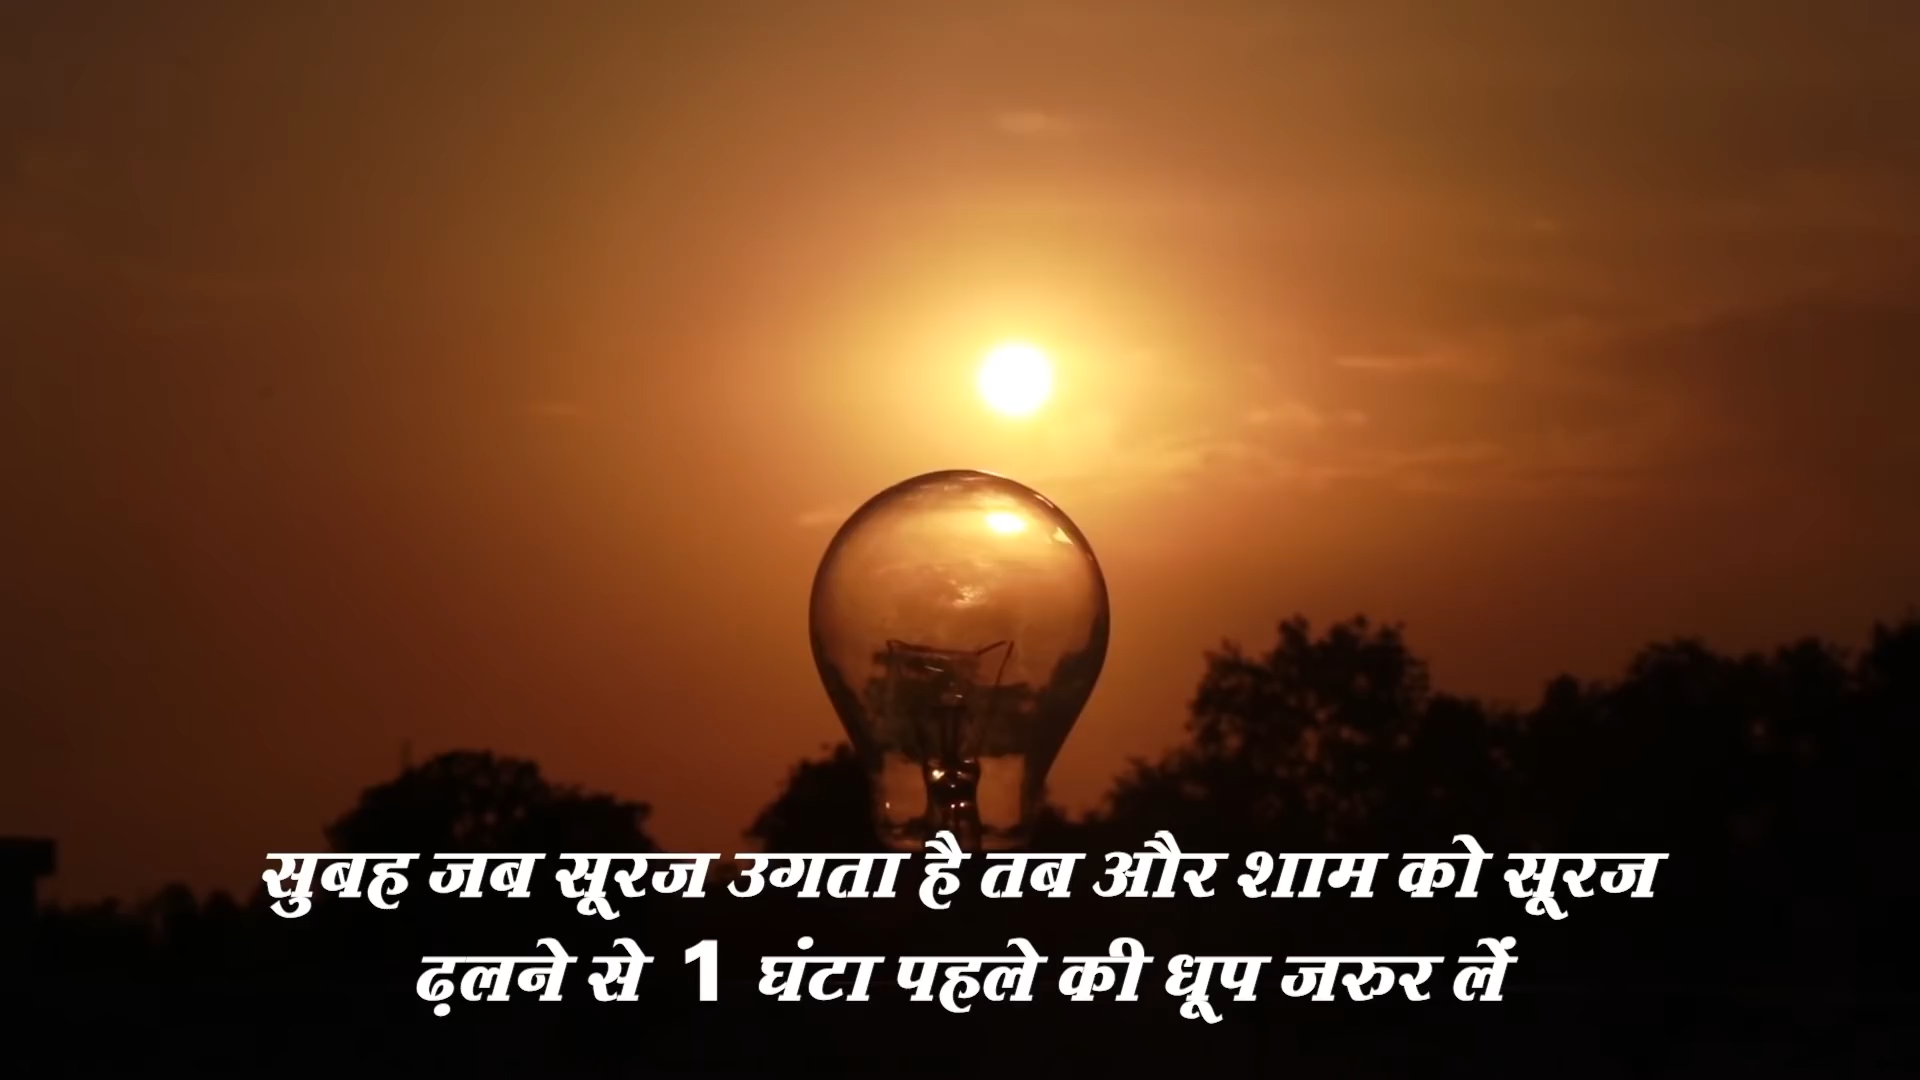 सुबह जब सूरज उगता है तब और शाम को सूरज
ढ़लने से 1 घंटा पहले की धूप जरुर लें